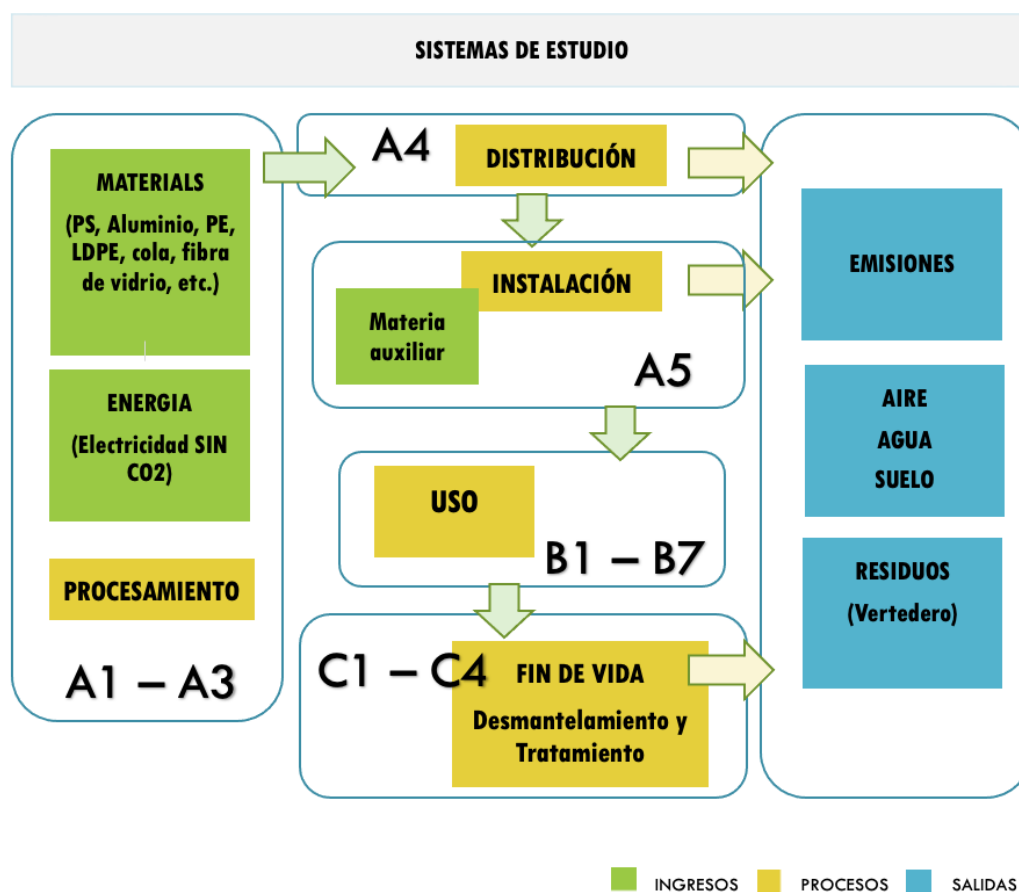 SISTEMAS DE ESTUDIO
MATERIALS
(PS, Aluminio, PE,
LDPE, cola, fibra
de vidrio, etc.)
ENERGIA
(Electricidad SIN
CO2)
PROCESAMIENTO
A1 – A3
A4
DISTRIBUCIÓN
INSTALACIÓN
Materia
auxiliar
A5
USO
B1 – B7
C1 – C4
FIN DE VIDA
Desmantelamiento y
Tratamiento
EMISIONES
AIRE
AGUA
SUELO
RESIDUOS
(Vertedero)
INGRESOS
PROCESOS
SALIDAS